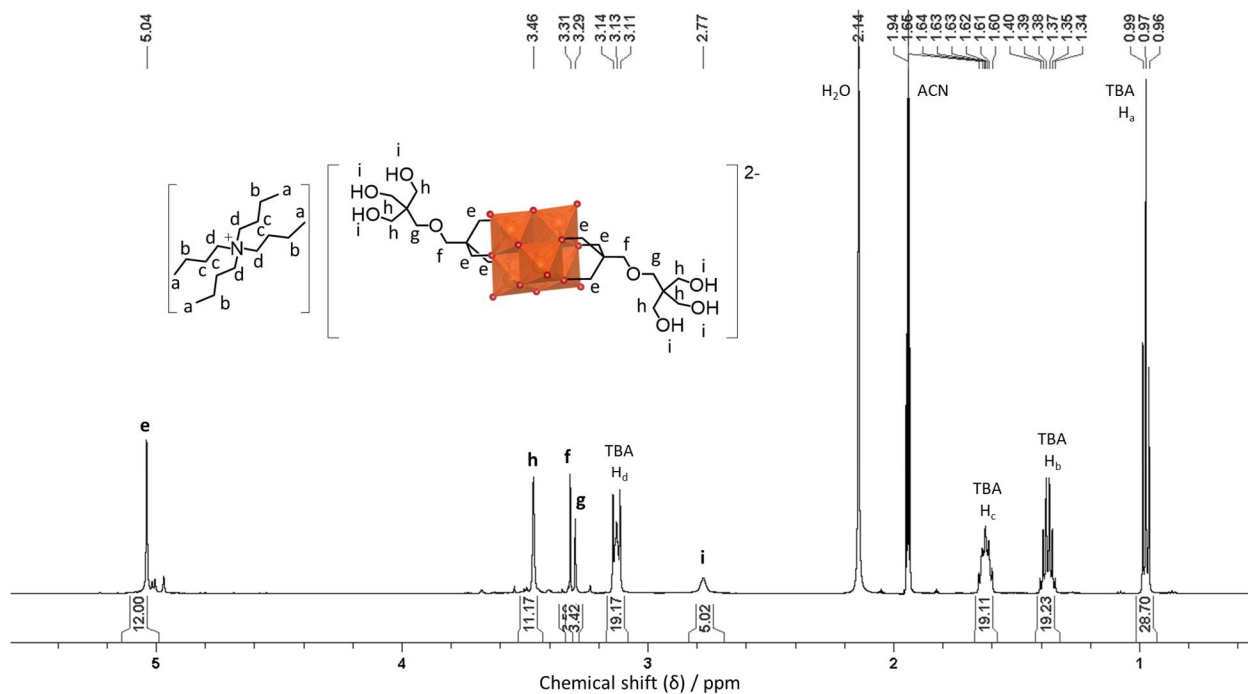 5.04 3.46 3.31 3.29 3.14 3.13 3.11 2.77 2.14 1.94 1.65 1.64 1.63 1.63 1.62 1.61 1.60 1.40 1.39 1.38 1.37 1.35 1.34 0.99 0.97 0.96
H2O
ACN
TBA
Ha
2-
i
HO
i
HO
h
HO
i
h
h
g
O
f
e
e
e
e
e
e
f
O
g
h
OH
i
h
OH
i
h
OH
i
b
a
d
c
a
+
b
d
c
N
d
b
a
c
c
d
b
a
e
h
f
g
TBA
Hd
i
TBA
Hc
TBA
Hb
12.00 11.17 3.42 19.17 5.02 19.11 19.23 28.70
5 4 3 2 1
Chemical shift (δ) / ppm